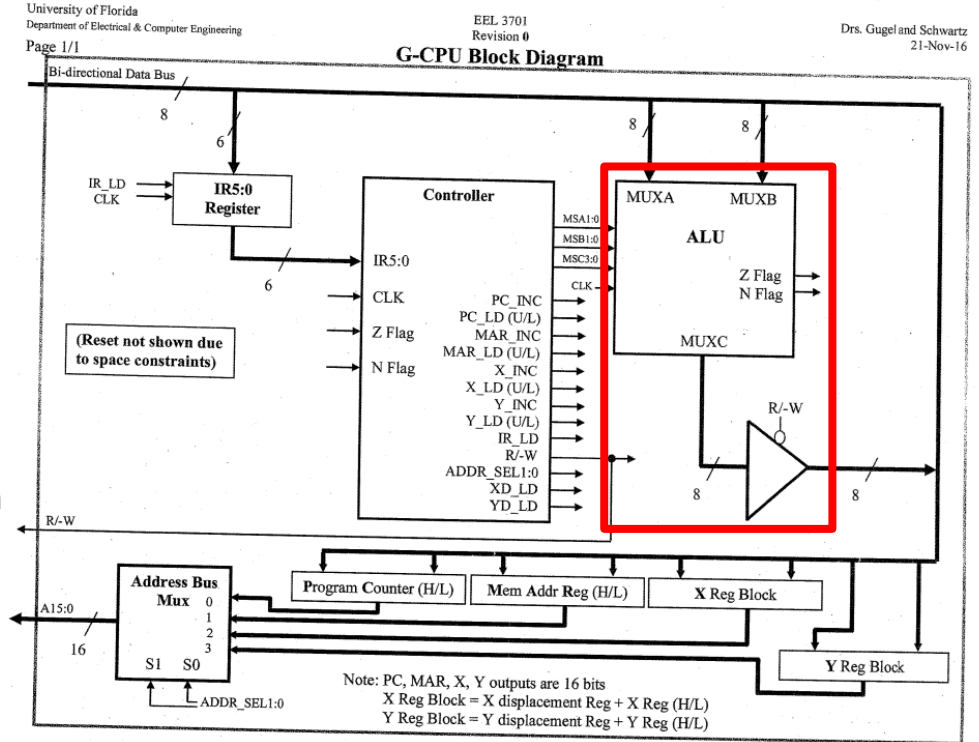 University of Florida
Department of Electrical & Computer Engineering
Page 1/1
EEL 3701
Revision 0
G-CPU Block Diagram
Drs. Gugel and Schwartz
21-Nov-16
Bi-directional Data Bus
8
6
8
8
IR_LD
CLK
IR5:0
Register
6
(Reset not shown due
to space constraints)
Controller
IR5:0
CLK
Z Flag
N Flag
MSA1:0
MSB1:0
MSC3:0
CLK
PC_INC
PC_LD (U/L)
MAR_INC
MAR_LD (U/L)
X_INC
X_LD (U/L)
Y_INC
Y_LD (U/L)
IR_LD
R/-W
ADDR_SEL1:0
XD_LD
YD_LD
MUXA
MUXB
ALU
Z Flag
N Flag
MUXC
R/-W
8
8
R/-W
A15:0
16
Address Bus
Mux
0
1
2
3
S1 S0
ADDR_SEL1:0
Program Counter (H/L)
Mem Addr Reg (H/L)
X Reg Block
Y Reg Block
Note: PC, MAR, X, Y outputs are 16 bits
X Reg Block = X displacement Reg + X Reg (H/L)
Y Reg Block = Y displacement Reg + Y Reg (H/L)